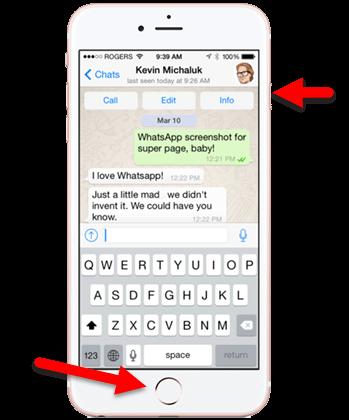 ROGERS 9:39 AM 100%
Chats Kevin Michaluk
last seen today at 9:26 AM
Call Edit Info
Mar 10
WhatsApp screenshot for
super page, baby!
12:21 PM
I love Whatsapp! 12:22 PM
Just a little mad we didn't
invent it. We could have you
know. 12:22 PM
Q W E R T Y U I O P
A S D F G H J K L
Z X C V B N M
123 space return